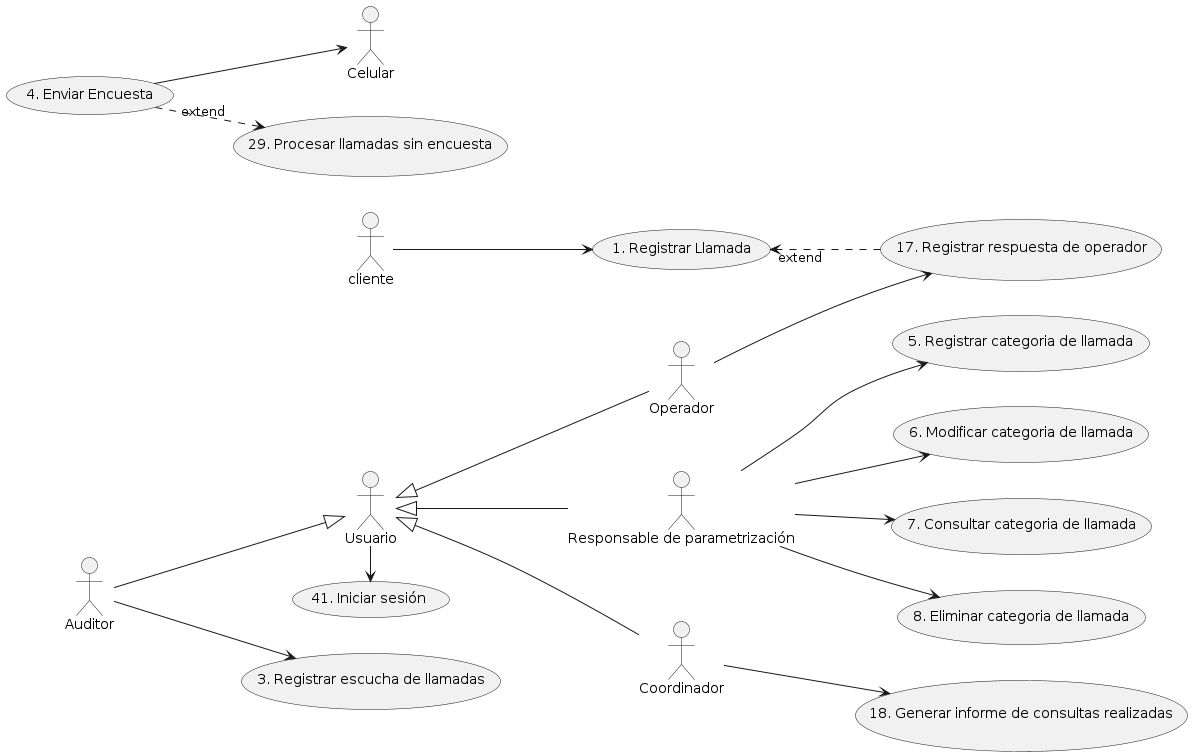 Celular
4. Enviar Encuesta
extend
29. Procesar llamadas sin encuesta
cliente
1. Registrar Llamada
extend
17. Registrar respuesta de operador
5. Registrar categoria de llamada
Operador
6. Modificar categoria de llamada
Usuario
Responsable de parametrización
7. Consultar categoria de llamada
41. Iniciar sesión
8. Eliminar categoria de llamada
Auditor
3. Registrar escucha de llamadas
Coordinador
18. Generar informe de consultas realizadas